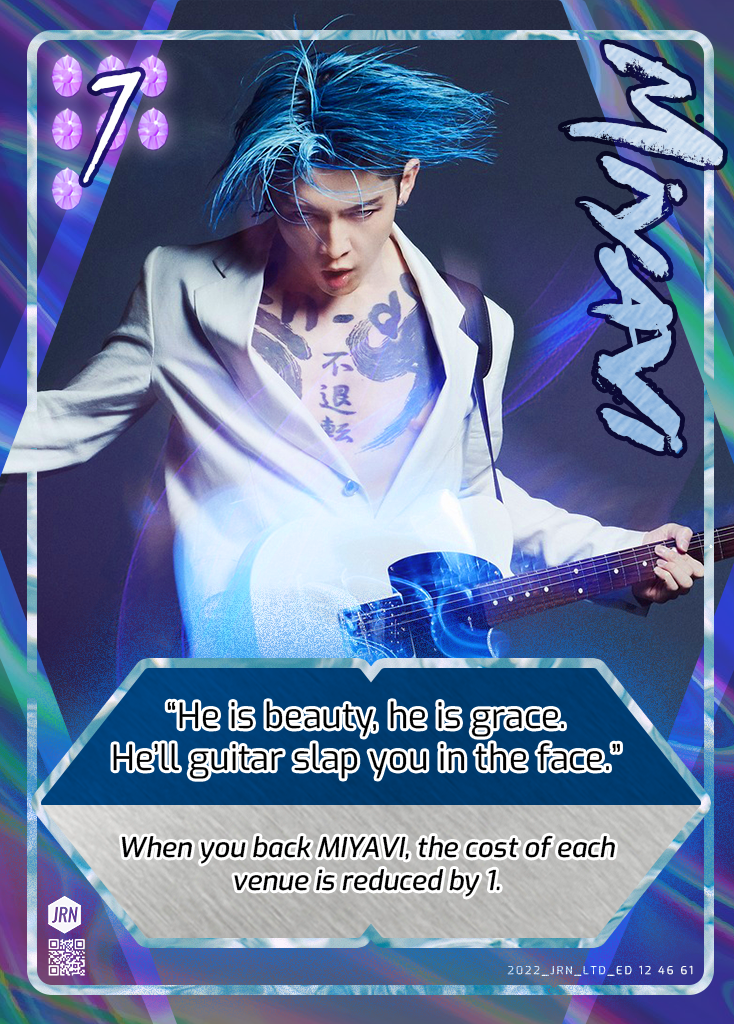 7
MiYAVI
不
退
転
“He is beauty, he is grace.
He’ll guitar slap you in the face.”
When you back MIYAVI, the cost of each
venue is reduced by 1.
JRN
2022_JRN_LTD_ED 12 46 61